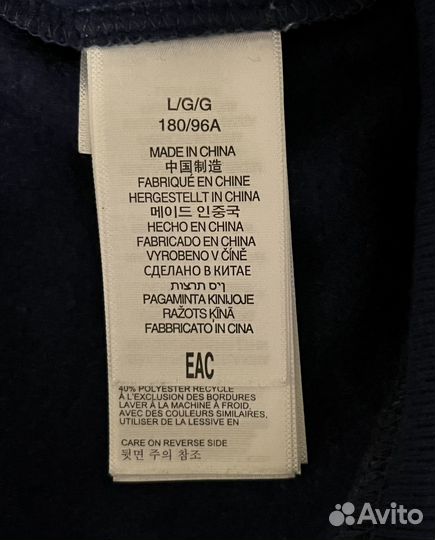 L/G/G
180/96A
MADE IN CHINA
中国制造
FABRIQUÉ EN CHINE
HERGESTELLT IN CHINA
메이드 인중국
HECHO EN CHINA
FABRICADO EN CHINA
VYROBENO V ČÍNĚ
СДЕЛАНО В КИТАЕ
תוצרת סין
PAGAMINTA KINIJOJE
RAŽOTS ĶĪNĀ
FABBRICATO IN CINA
EAC
40% POLYESTER RECYCLÉ
À L'EXCLUSION DES BORDURES
LAVER À LA MACHINE À FROID,
AVEC DES COULEURS SIMILAIRES,
UTILISER DE LA LESSIVE EN
CARE ON REVERSE SIDE
뒷면 주의 참조
Avito